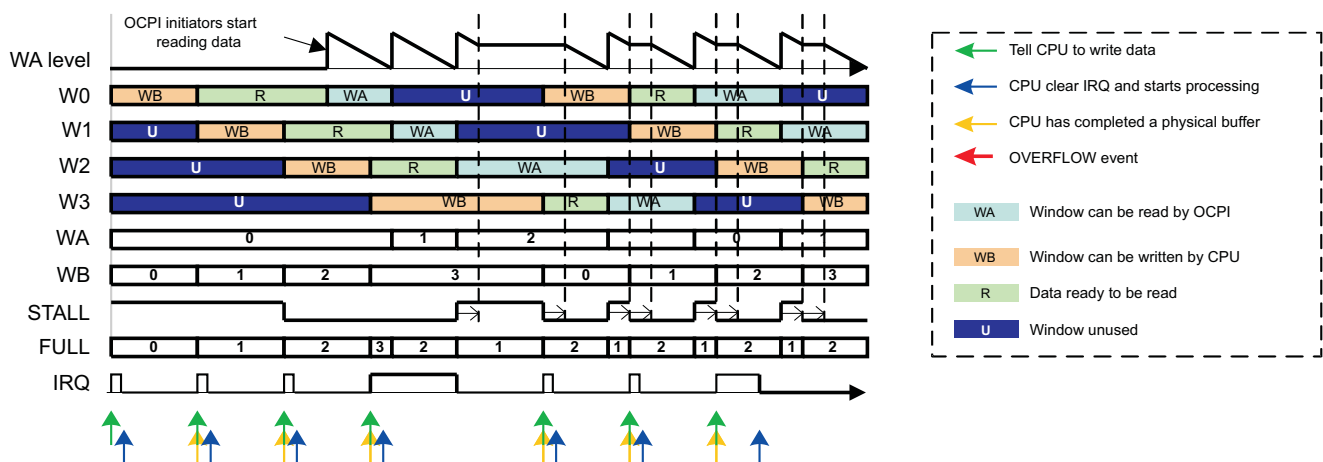 OCPI initiators start
reading data
WA level
W0 WB R WA U WB R WA U
W1 U WB R WA U WB R WA
W2 U WB R WA U WB R
W3 U WB R WA U WB
WA 0 1 2 0 1
WB 0 1 2 3 0 1 2 3
STALL
FULL 0 1 2 3 2 1 2 1 2 1 2 1 2
IRQ
Tell CPU to write data
CPU clear IRQ and starts processing
CPU has completed a physical buffer
OVERFLOW event
WA Window can be read by OCPI
WB Window can be written by CPU
R Data ready to be read
U Window unused